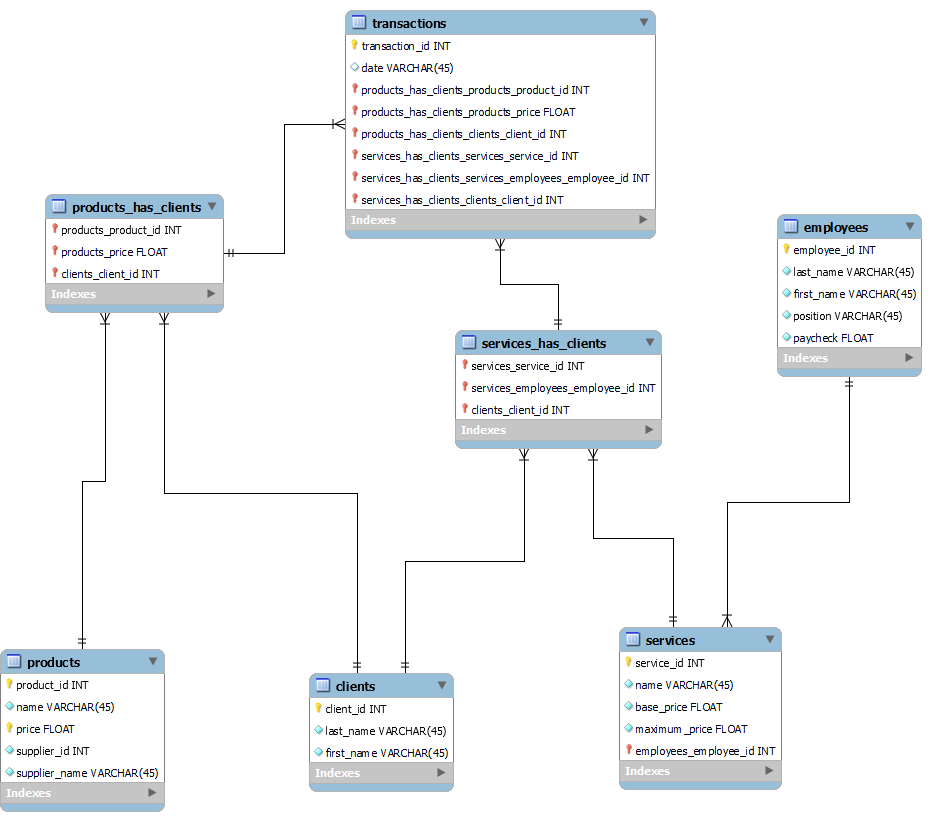 transactions
transaction_id INT
date VARCHAR(45)
products_has_clients_products_product_id INT
products_has_clients_products_price FLOAT
products_has_clients_clients_client_id INT
services_has_clients_services_service_id INT
services_has_clients_services_employees_employee_id INT
services_has_clients_clients_client_id INT
Indexes
products_has_clients
products_product_id INT
products_price FLOAT
clients_client_id INT
Indexes
employees
employee_id INT
last_name VARCHAR(45)
first_name VARCHAR(45)
position VARCHAR(45)
paycheck FLOAT
Indexes
services_has_clients
services_service_id INT
services_employees_employee_id INT
clients_client_id INT
Indexes
products
product_id INT
name VARCHAR(45)
price FLOAT
supplier_id INT
supplier_name VARCHAR(45)
Indexes
clients
client_id INT
last_name VARCHAR(45)
first_name VARCHAR(45)
Indexes
services
service_id INT
name VARCHAR(45)
base_price FLOAT
maximum_price FLOAT
employees_employee_id INT
Indexes